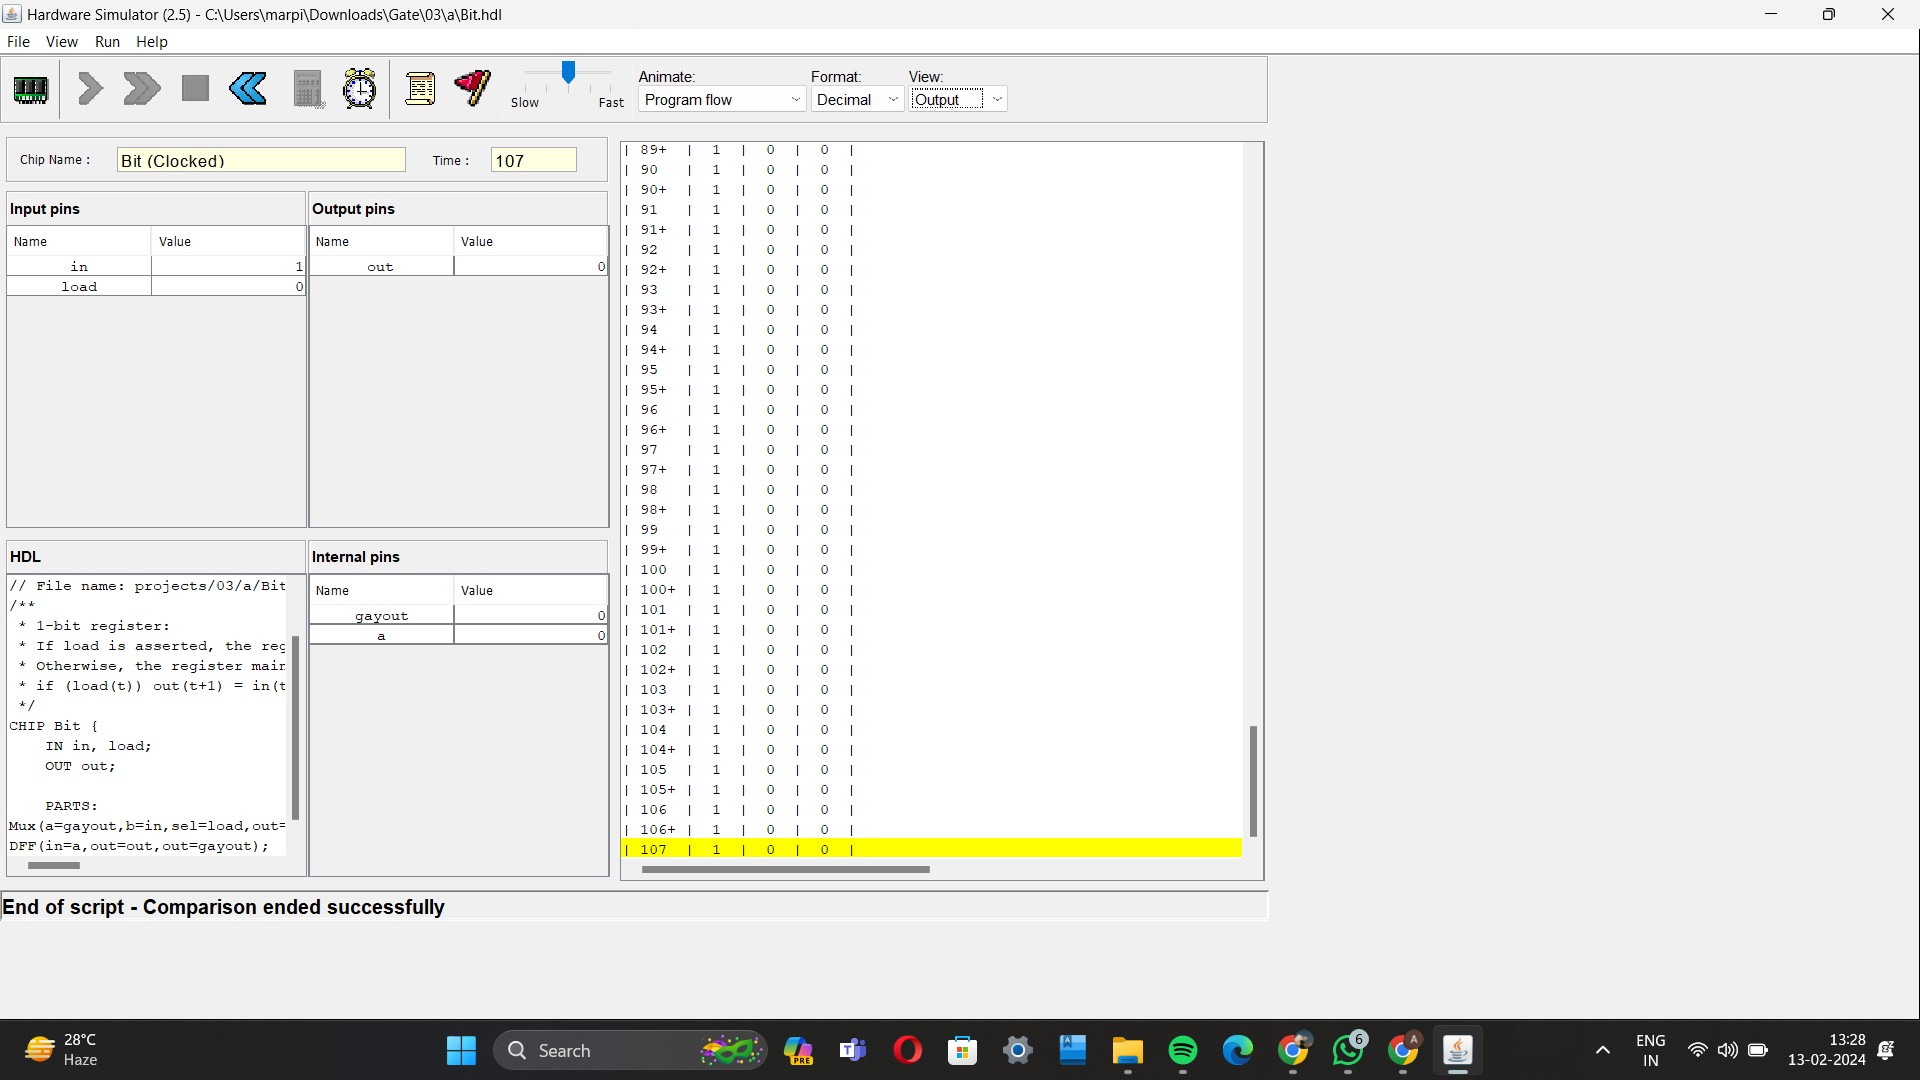 Hardware Simulator (2.5) - C:\Users\marpi\Downloads\Gate\03\a\Bit.hdl
File View Run Help
Slow Fast
Animate: Format: View:
Program flow Decimal Output
Chip Name : Bit (Clocked) Time : 107
Input pins
Name Value
in 1
load 0
Output pins
Name Value
out 0
HDL
// File name: projects/03/a/Bit
/**
* 1-bit register:
* If load is asserted, the reg
* Otherwise, the register main
* if (load(t)) out(t+1) = in(t
*/
CHIP Bit {
IN in, load;
OUT out;
PARTS:
Mux(a=gayout,b=in,sel=load,out=
DFF(in=a,out=out,out=gayout);
Internal pins
Name Value
gayout 0
a 0
| 89+ | 1 | 0 | 0 |
| 90 | 1 | 0 | 0 |
| 90+ | 1 | 0 | 0 |
| 91 | 1 | 0 | 0 |
| 91+ | 1 | 0 | 0 |
| 92 | 1 | 0 | 0 |
| 92+ | 1 | 0 | 0 |
| 93 | 1 | 0 | 0 |
| 93+ | 1 | 0 | 0 |
| 94 | 1 | 0 | 0 |
| 94+ | 1 | 0 | 0 |
| 95 | 1 | 0 | 0 |
| 95+ | 1 | 0 | 0 |
| 96 | 1 | 0 | 0 |
| 96+ | 1 | 0 | 0 |
| 97 | 1 | 0 | 0 |
| 97+ | 1 | 0 | 0 |
| 98 | 1 | 0 | 0 |
| 98+ | 1 | 0 | 0 |
| 99 | 1 | 0 | 0 |
| 99+ | 1 | 0 | 0 |
| 100 | 1 | 0 | 0 |
| 100+ | 1 | 0 | 0 |
| 101 | 1 | 0 | 0 |
| 101+ | 1 | 0 | 0 |
| 102 | 1 | 0 | 0 |
| 102+ | 1 | 0 | 0 |
| 103 | 1 | 0 | 0 |
| 103+ | 1 | 0 | 0 |
| 104 | 1 | 0 | 0 |
| 104+ | 1 | 0 | 0 |
| 105 | 1 | 0 | 0 |
| 105+ | 1 | 0 | 0 |
| 106 | 1 | 0 | 0 |
| 106+ | 1 | 0 | 0 |
| 107 | 1 | 0 | 0 |
End of script - Comparison ended successfully
28°C
Haze
Search
PRE
6
A
ENG
IN
13:28
13-02-2024